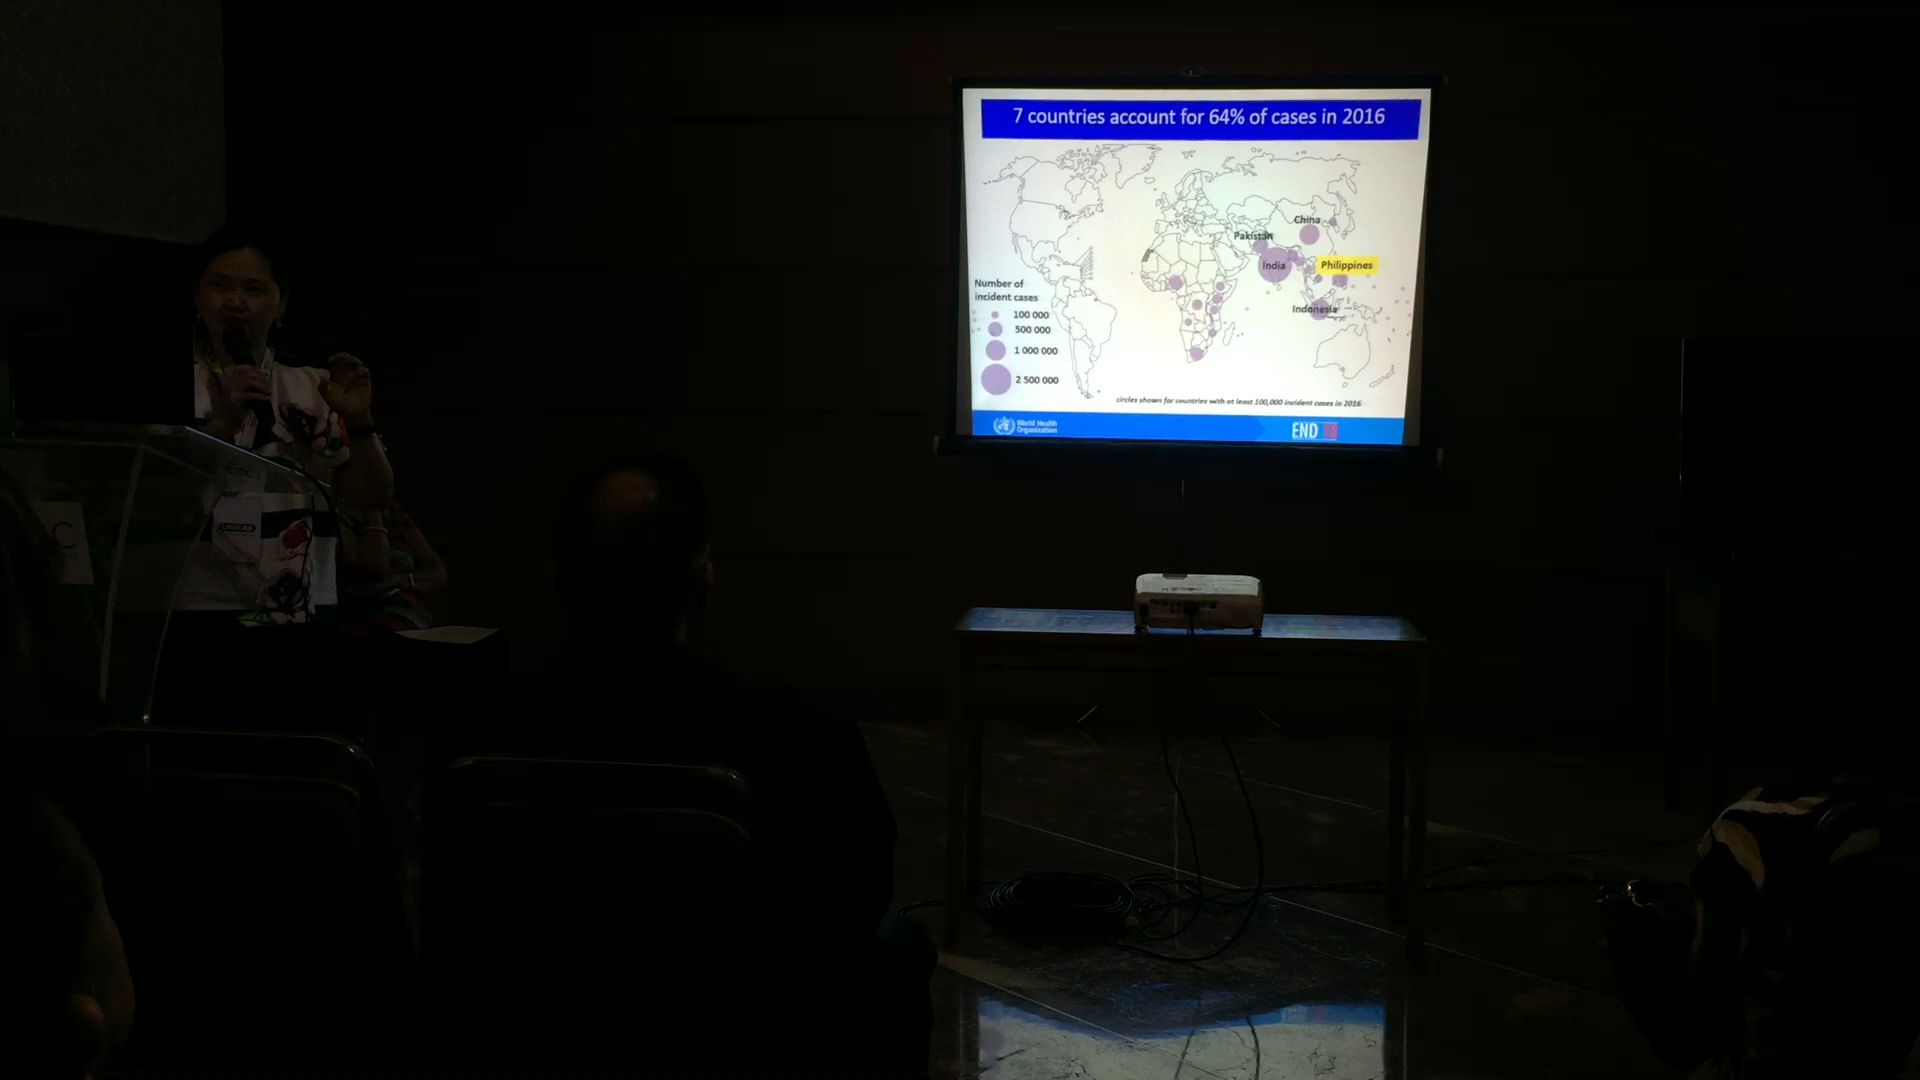 7 countries account for 64% of cases in 2016
China
Pakistan
India
Philippines
Indonesia
Number of
incident cases
100 000
500 000
1 000 000
2 500 000
circles shown for countries with at least 100,000 incident cases in 2016
World Health
Organization
END TB
C